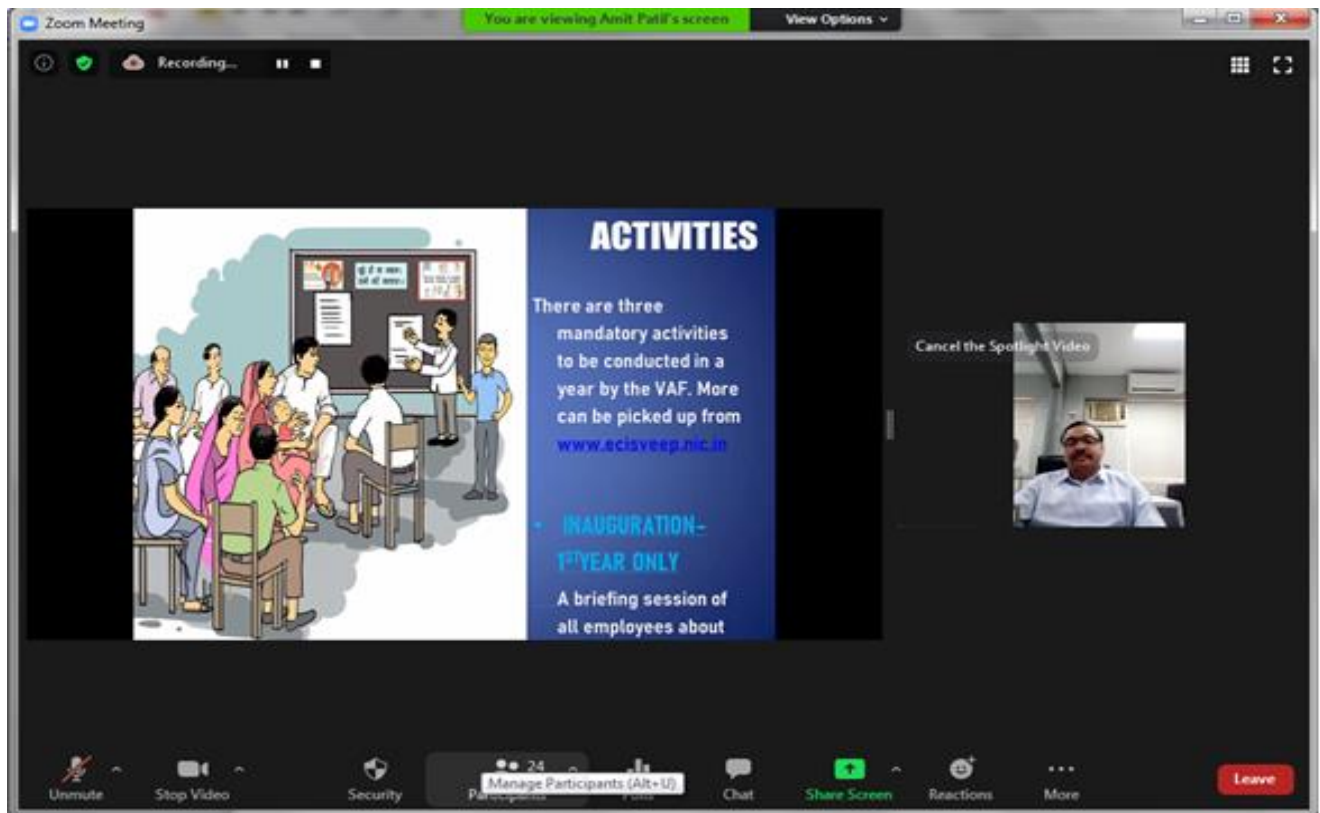 Zoom Meeting
You are viewing Amit Patil's screen
View Options
Recording...
ACTIVITIES
There are three
mandatory activities
to be conducted in a
year by the VAF. More
can be picked up from
www.ecisveep.nic.in
• INAUGURATION-
1ST YEAR ONLY
A briefing session of
all employees about
Cancel the Spotlight Video
Unmute
Stop Video
Security
24
Participants
Manage Participants (Alt+U)
Polls
Chat
Share Screen
Reactions
More
Leave